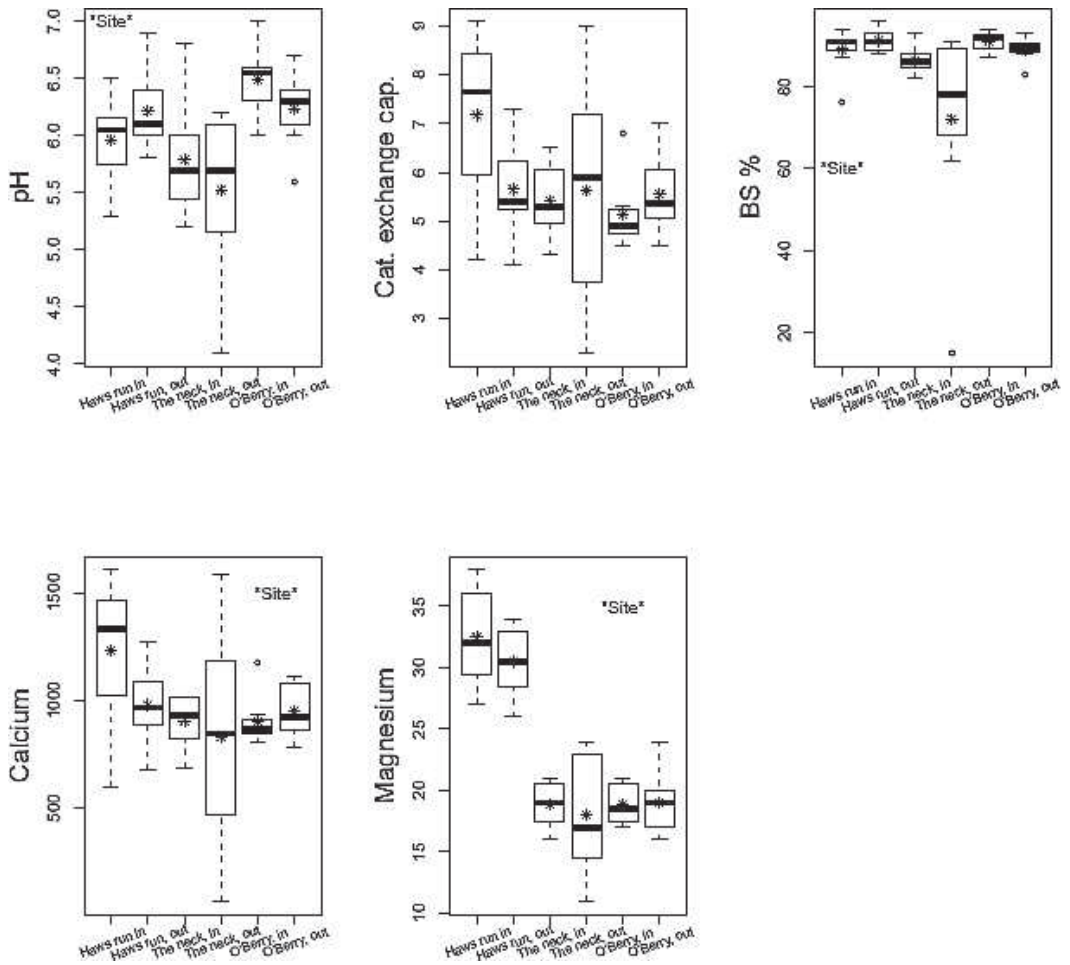 pH
*Site*
7.0
6.5
6.0
5.5
5.0
4.5
4.0
Haws run in
Haws run, out
The neck, in
The neck, out
O'Berry, in
O'Berry, out
Cat. exchange cap.
9
8
7
6
5
4
3
Haws run in
Haws run, out
The neck, in
The neck, out
O'Berry, in
O'Berry, out
BS %
*Site*
80
60
40
20
Haws run in
Haws run, out
The neck, in
The neck, out
O'Berry, in
O'Berry, out
Calcium
*Site*
1500
1000
500
Haws run in
Haws run, out
The neck, in
The neck, out
O'Berry, in
O'Berry, out
Magnesium
*Site*
35
30
25
20
15
10
Haws run in
Haws run, out
The neck, in
The neck, out
O'Berry, in
O'Berry, out